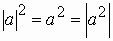 |a|² = a² = |a²|